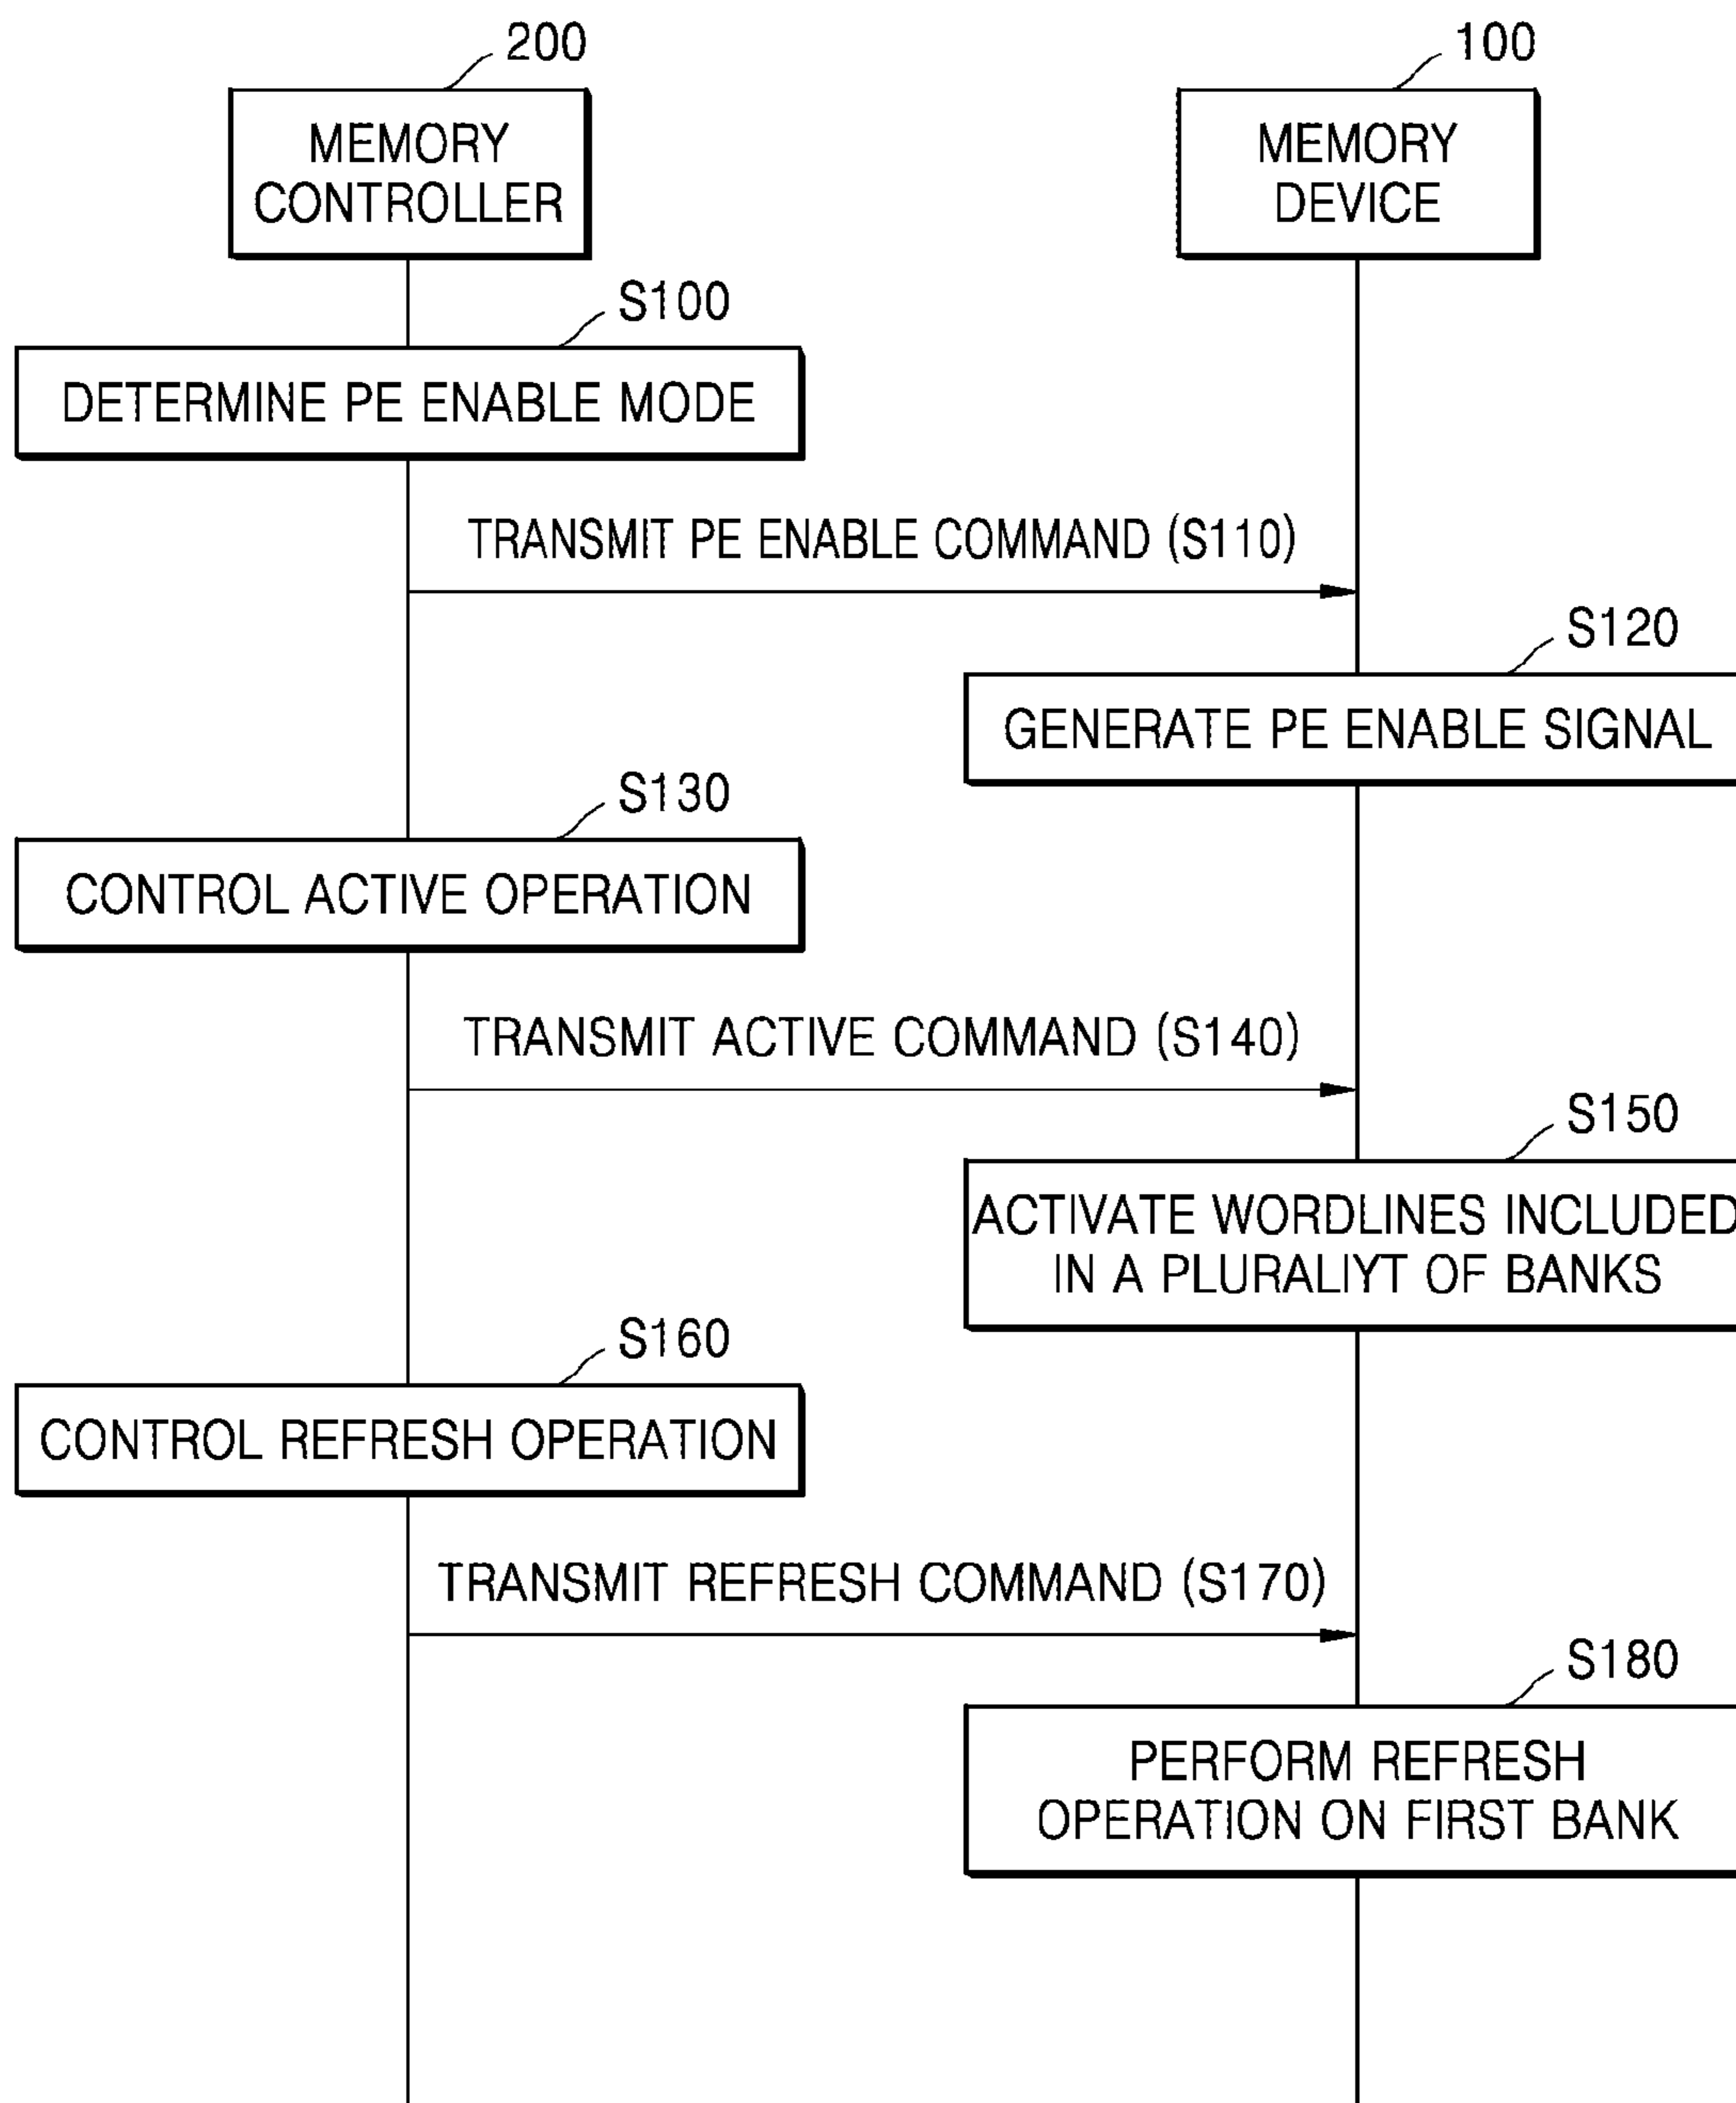 200
100
MEMORY
CONTROLLER
MEMORY
DEVICE
S100
DETERMINE PE ENABLE MODE
TRANSMIT PE ENABLE COMMAND (S110)
S120
GENERATE PE ENABLE SIGNAL
S130
CONTROL ACTIVE OPERATION
TRANSMIT ACTIVE COMMAND (S140)
S150
ACTIVATE WORDLINES INCLUDED
IN A PLURALIYT OF BANKS
S160
CONTROL REFRESH OPERATION
TRANSMIT REFRESH COMMAND (S170)
S180
PERFORM REFRESH
OPERATION ON FIRST BANK